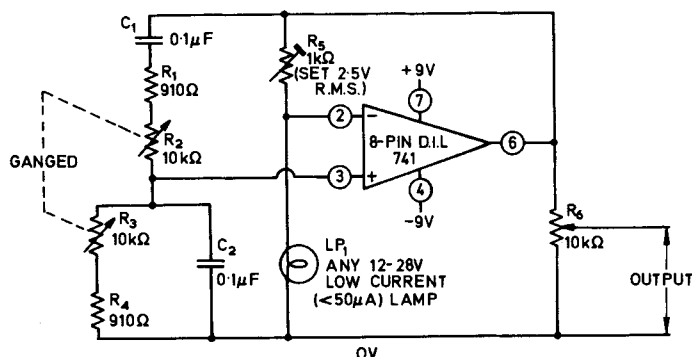 C1
0·1μF
R1
910Ω
R2
10kΩ
GANGED
R3
10kΩ
R4
910Ω
C2
0·1μF
R5
1kΩ
(SET 2·5V
R.M.S.)
+9V
7
2
-
8-PIN D.I.L
741
6
3
+
4
-9V
LP1
ANY 12-28V
LOW CURRENT
(<50μA) LAMP
R6
10kΩ
OUTPUT
0V